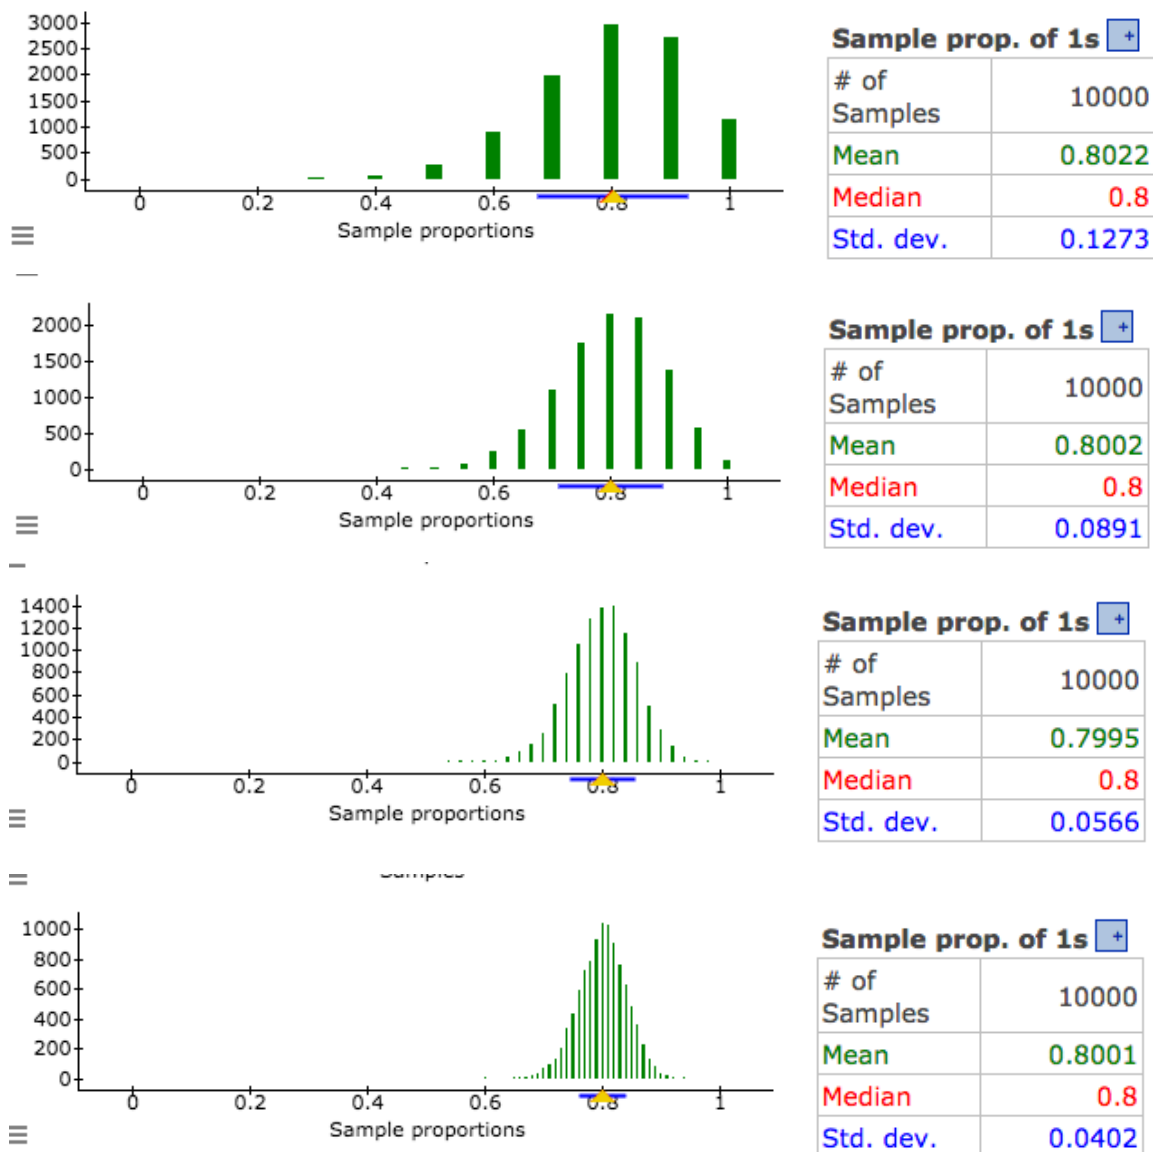 3000
2500
2000
1500
1000
500
0
0 0.2 0.4 0.6 0.8 1
Sample proportions
Sample prop. of 1s +
# of Samples 10000
Mean 0.8022
Median 0.8
Std. dev. 0.1273
2000
1500
1000
500
0
0 0.2 0.4 0.6 0.8 1
Sample proportions
Sample prop. of 1s +
# of Samples 10000
Mean 0.8002
Median 0.8
Std. dev. 0.0891
1400
1200
1000
800
600
400
200
0
0 0.2 0.4 0.6 0.8 1
Sample proportions
Sample prop. of 1s +
# of Samples 10000
Mean 0.7995
Median 0.8
Std. dev. 0.0566
Samples
1000
800
600
400
200
0
0 0.2 0.4 0.6 0.8 1
Sample proportions
Sample prop. of 1s +
# of Samples 10000
Mean 0.8001
Median 0.8
Std. dev. 0.0402